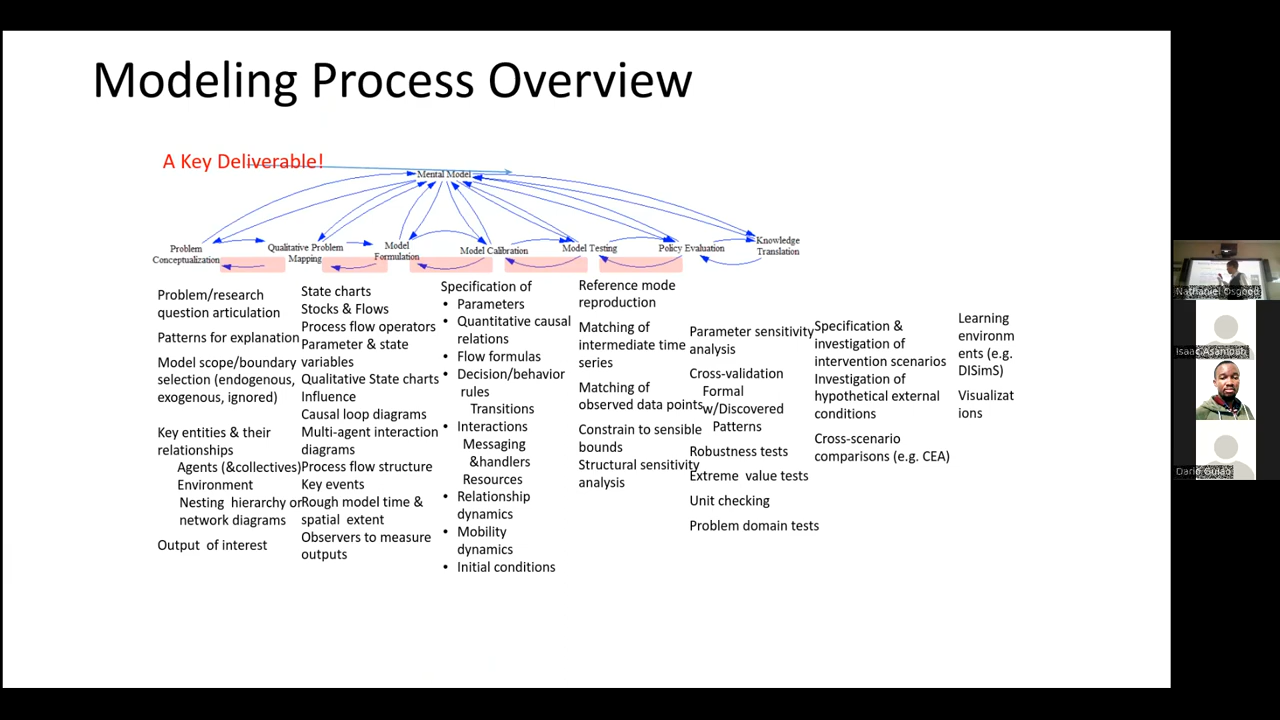 Modeling Process Overview
A Key Deliverable!
Mental Model
Problem
Conceptualization
Qualitative Problem
Mapping
Model
Formulation
Model Calibration
Model Testing
Policy Evaluation
Knowledge
Translation
Problem/research
question articulation
Patterns for explanation
Model scope/boundary
selection (endogenous,
exogenous, ignored)
Key entities & their
relationships
Agents (&collectives)
Environment
Nesting hierarchy or
network diagrams
Output of interest
State charts
Stocks & Flows
Process flow operators
Parameter & state
variables
Qualitative State charts
Influence
Causal loop diagrams
Multi-agent interaction
diagrams
Process flow structure
Key events
Rough model time &
spatial extent
Observers to measure
outputs
Specification of
• Parameters
• Quantitative causal
relations
• Flow formulas
• Decision/behavior
rules
Transitions
• Interactions
Messaging
&handlers
Resources
• Relationship
dynamics
• Mobility
dynamics
• Initial conditions
Reference mode
reproduction
Matching of
intermediate time
series
Matching of
observed data points
Constrain to sensible
bounds
Structural sensitivity
analysis
Parameter sensitivity
analysis
Cross-validation
Formal
w/Discovered
Patterns
Robustness tests
Extreme value tests
Unit checking
Problem domain tests
Specification &
investigation of
intervention scenarios
Investigation of
hypothetical external
conditions
Cross-scenario
comparisons (e.g. CEA)
Learning
environm
ents (e.g.
DISimS)
Visualizat
ions
Nathaniel Osgood
Isaac